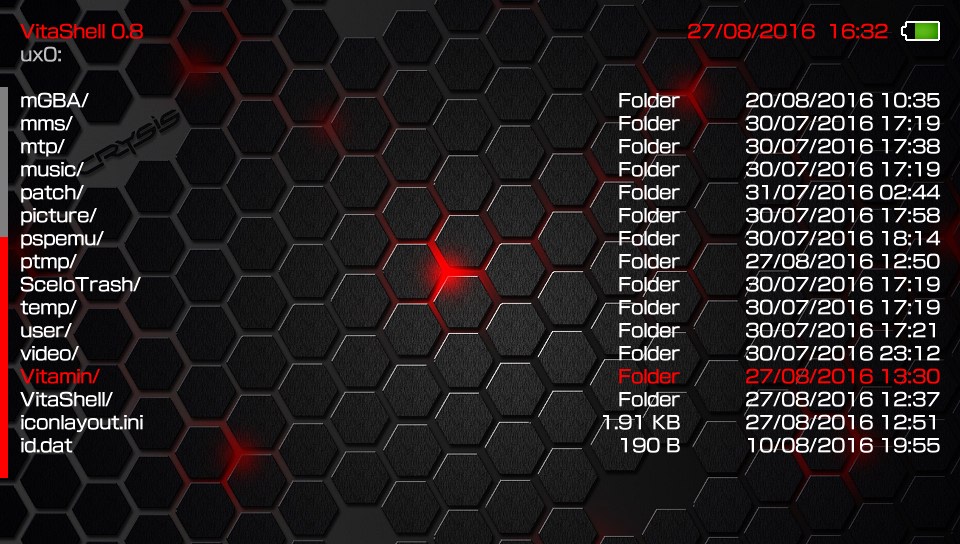 VitaShell 0.8 27/08/2016 16:32
ux0:
mGBA/ Folder 20/08/2016 10:35
mms/ Folder 30/07/2016 17:19
mtp/ Folder 30/07/2016 17:38
music/ Folder 30/07/2016 17:19
patch/ Folder 31/07/2016 02:44
picture/ Folder 30/07/2016 17:58
pspemu/ Folder 30/07/2016 18:14
ptmp/ Folder 27/08/2016 12:50
SceIoTrash/ Folder 30/07/2016 17:19
temp/ Folder 30/07/2016 17:19
user/ Folder 30/07/2016 17:21
video/ Folder 30/07/2016 23:12
Vitamin/ Folder 27/08/2016 13:30
VitaShell/ Folder 27/08/2016 12:37
iconlayout.ini 1.91 KB 27/08/2016 12:51
id.dat 190 B 10/08/2016 19:55
CRYSIS